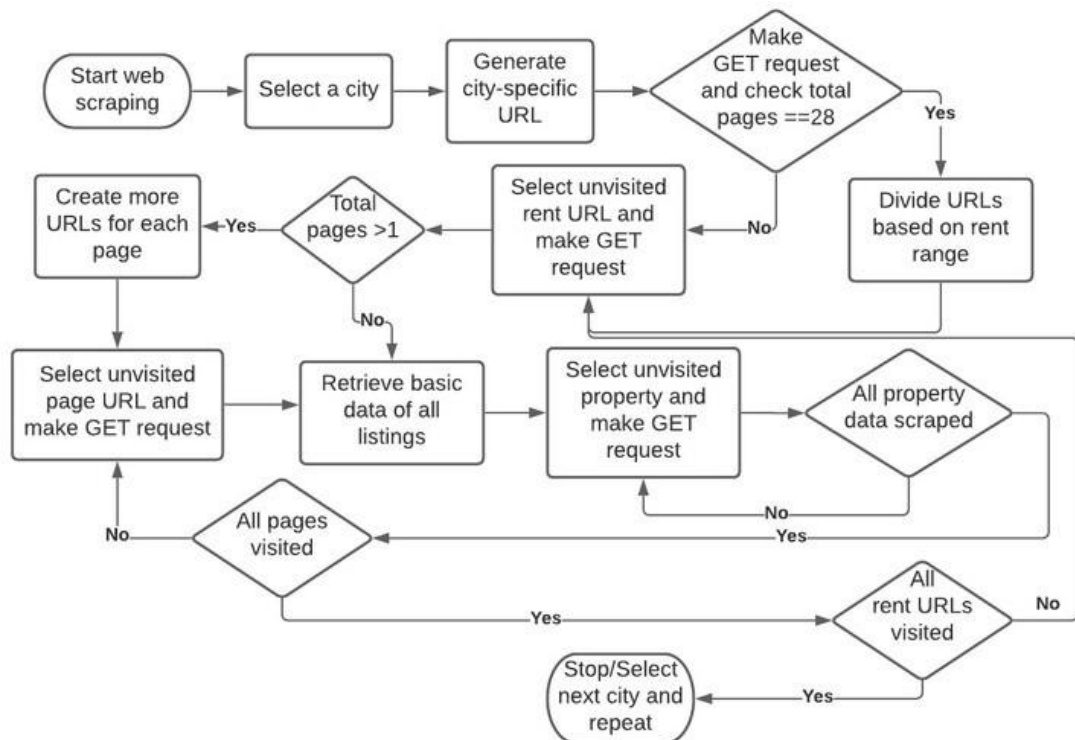 Start web
scraping
Select a city
Generate
city-specific
URL
Make
GET request
and check total
pages ==28
Yes
No
Divide URLs
based on rent
range
Select unvisited
rent URL and
make GET
request
Total
pages >1
Yes
No
Create more
URLs for each
page
Select unvisited
page URL and
make GET request
Retrieve basic
data of all
listings
Select unvisited
property and
make GET
request
All property
data scraped
No
Yes
All pages
visited
No
Yes
All
rent URLs
visited
No
Yes
Stop/Select
next city and
repeat